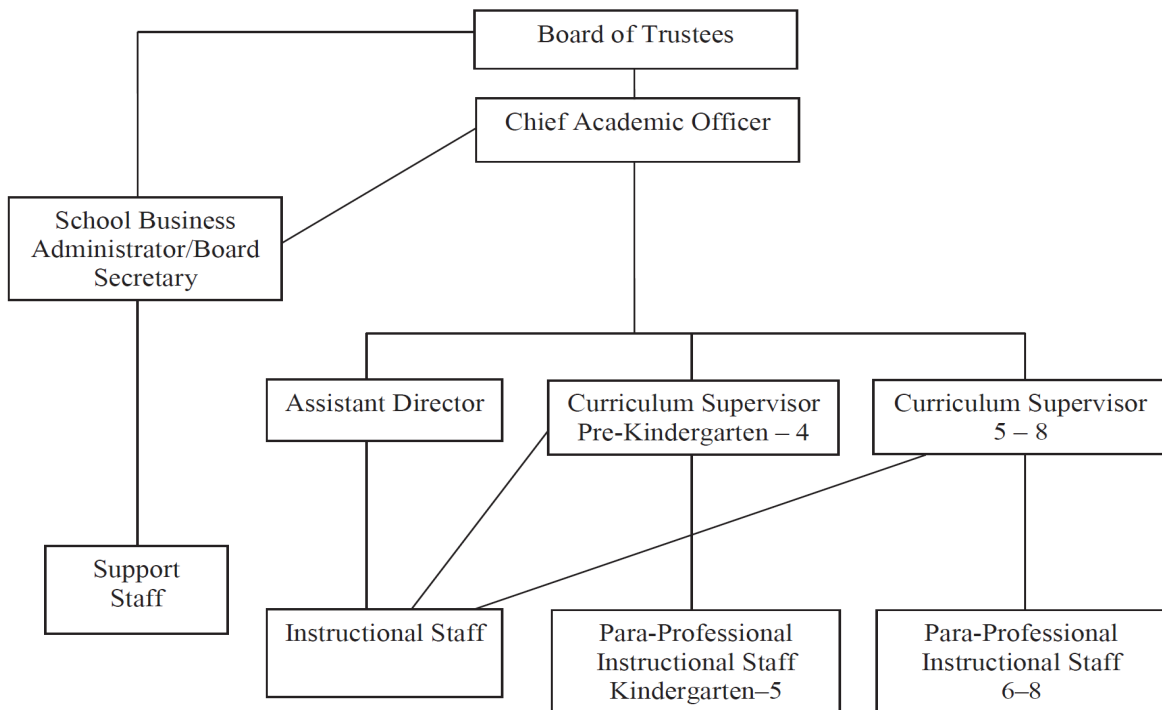 Board of Trustees
Chief Academic Officer
School Business
Administrator/Board
Secretary
Assistant Director
Curriculum Supervisor
Pre-Kindergarten – 4
Curriculum Supervisor
5 – 8
Support
Staff
Instructional Staff
Para-Professional
Instructional Staff
Kindergarten–5
Para-Professional
Instructional Staff
6–8